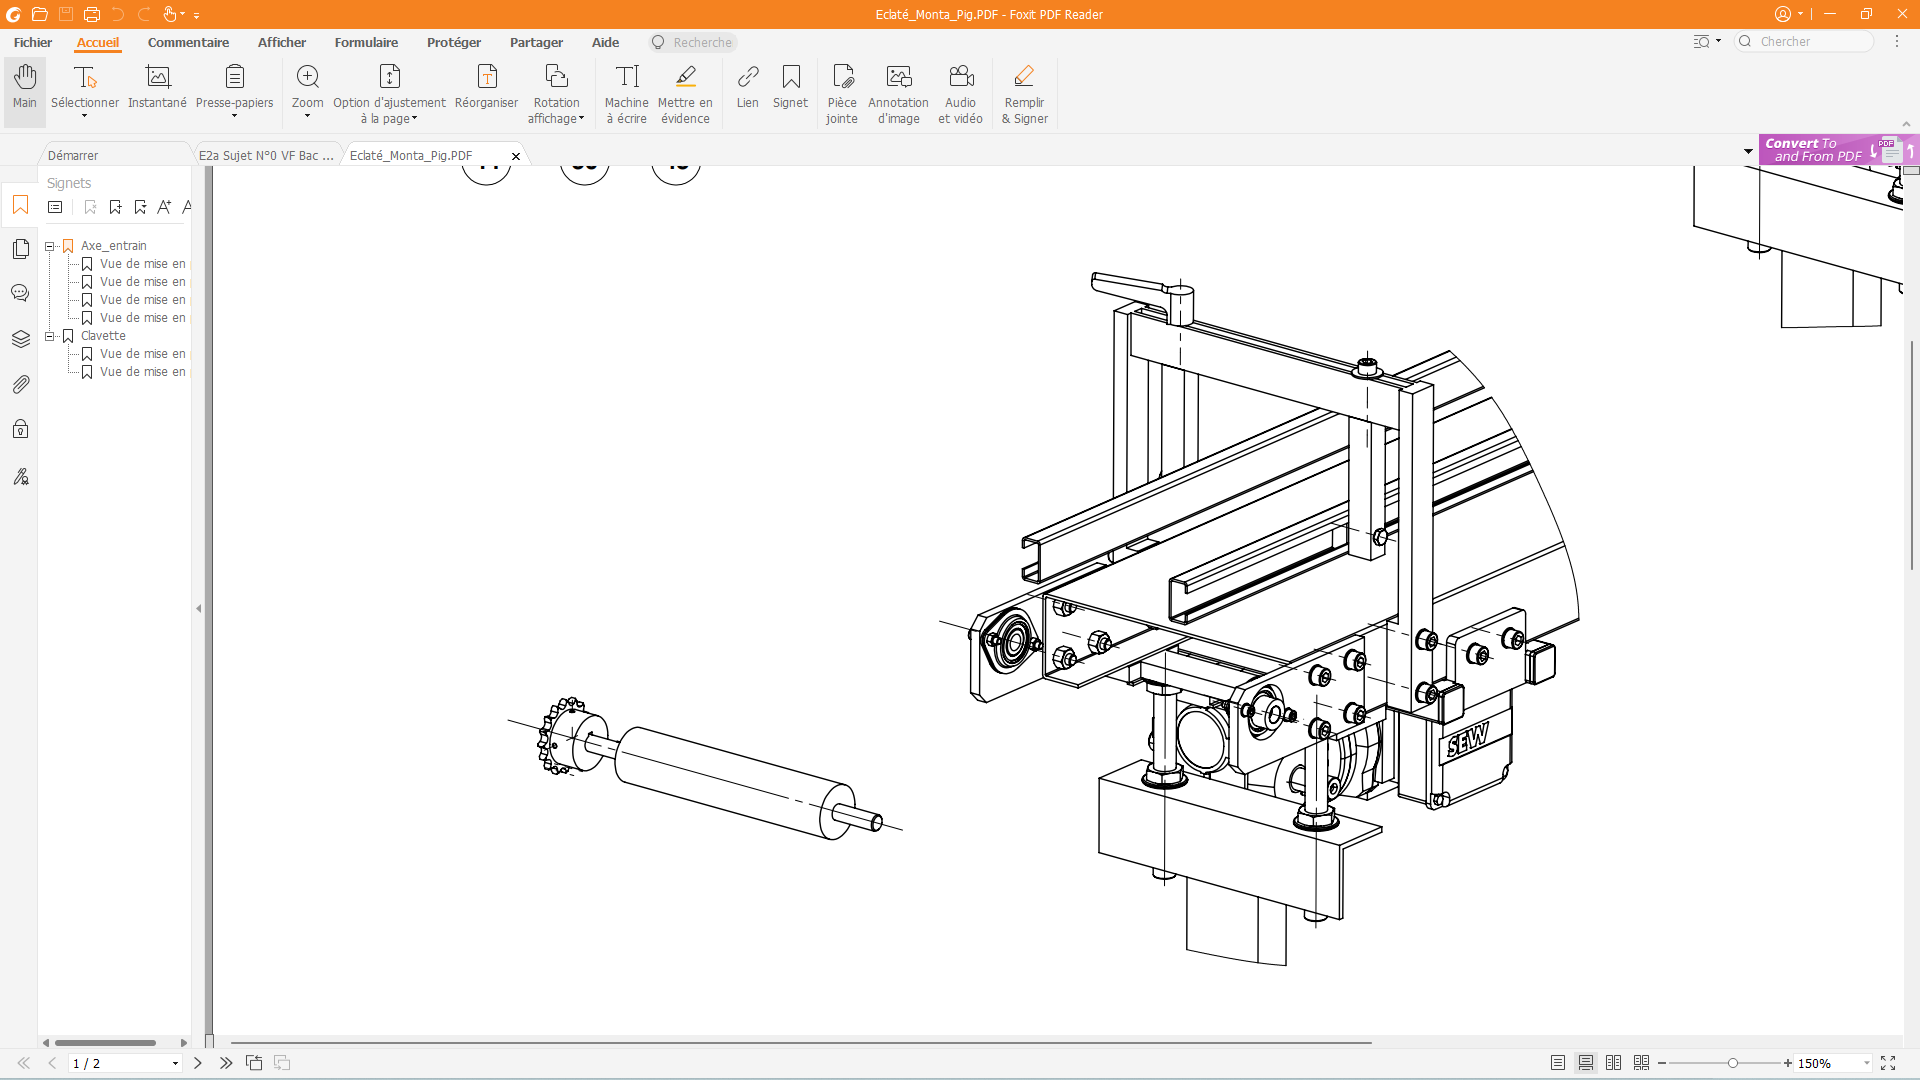 Eclaté_Monta_Pig.PDF - Foxit PDF Reader
Fichier Accueil Commentaire Afficher Formulaire Protéger Partager Aide Recherche Chercher
Main Sélectionner Instantané Presse-papiers Zoom Option d'ajustement à la page Réorganiser Rotation affichage Machine à écrire Mettre en évidence Lien Signet Pièce jointe Annotation d'image Audio et vidéo Remplir & Signer
Démarrer E2a Sujet N°0 VF Bac ... Eclaté_Monta_Pig.PDF
Convert To
and From PDF
PDF
Signets
Axe_entrain
Vue de mise en
Vue de mise en
Vue de mise en
Vue de mise en
Clavette
Vue de mise en
Vue de mise en
SEW
1 / 2
150%